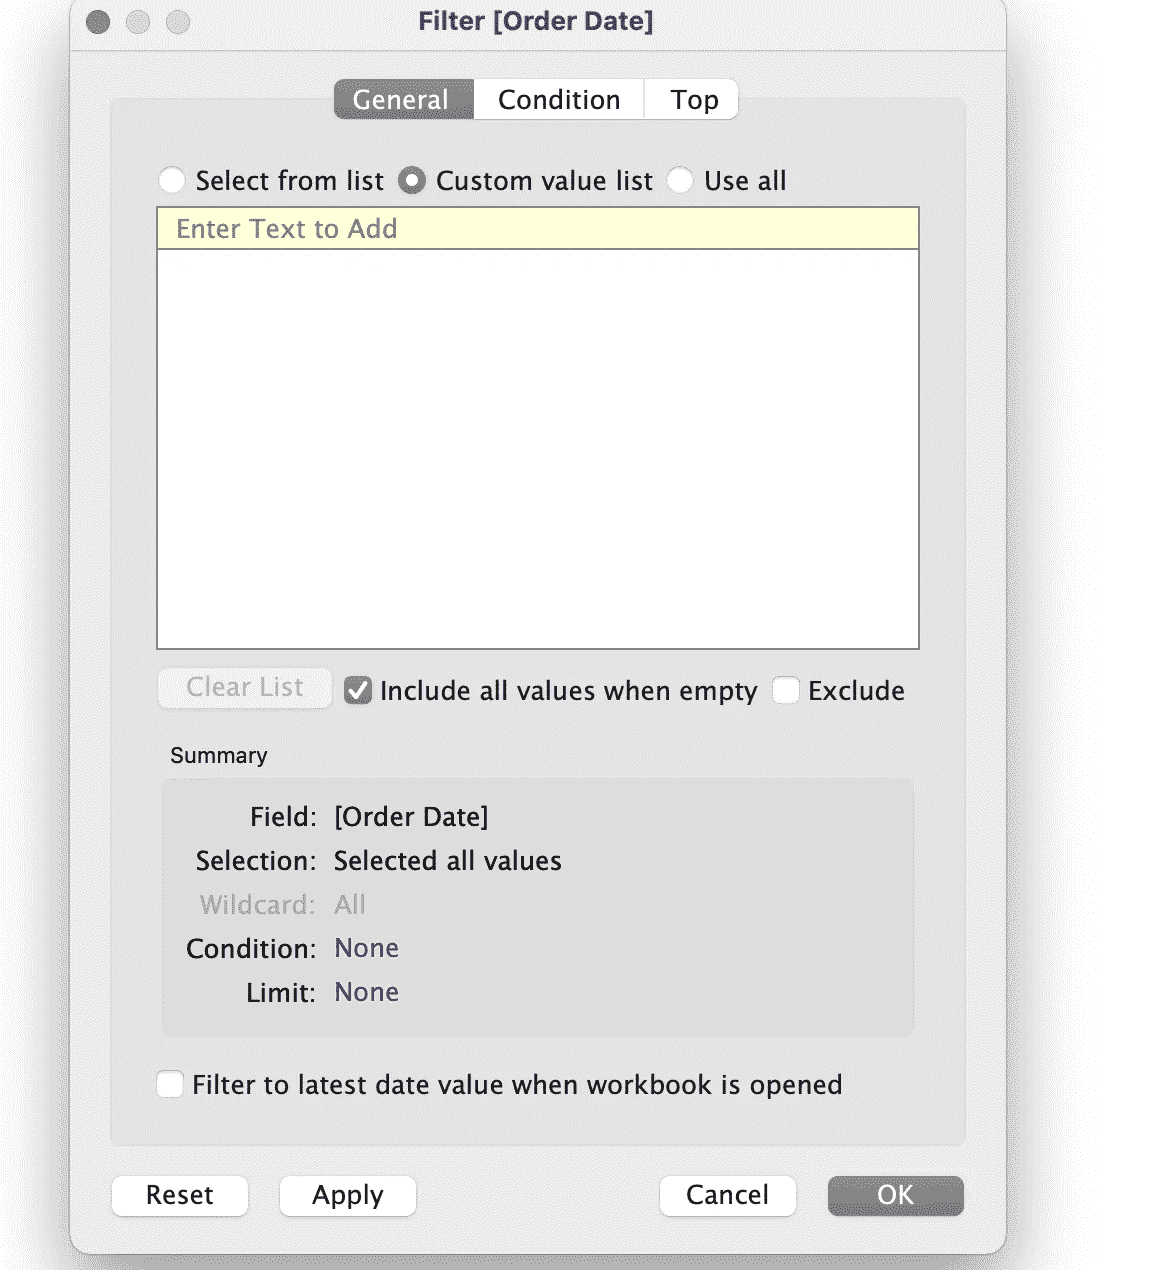 Filter [Order Date]
General Condition Top
Select from list Custom value list Use all
Enter Text to Add
Clear List Include all values when empty Exclude
Summary
Field: [Order Date]
Selection: Selected all values
Wildcard: All
Condition: None
Limit: None
Filter to latest date value when workbook is opened
Reset Apply Cancel OK